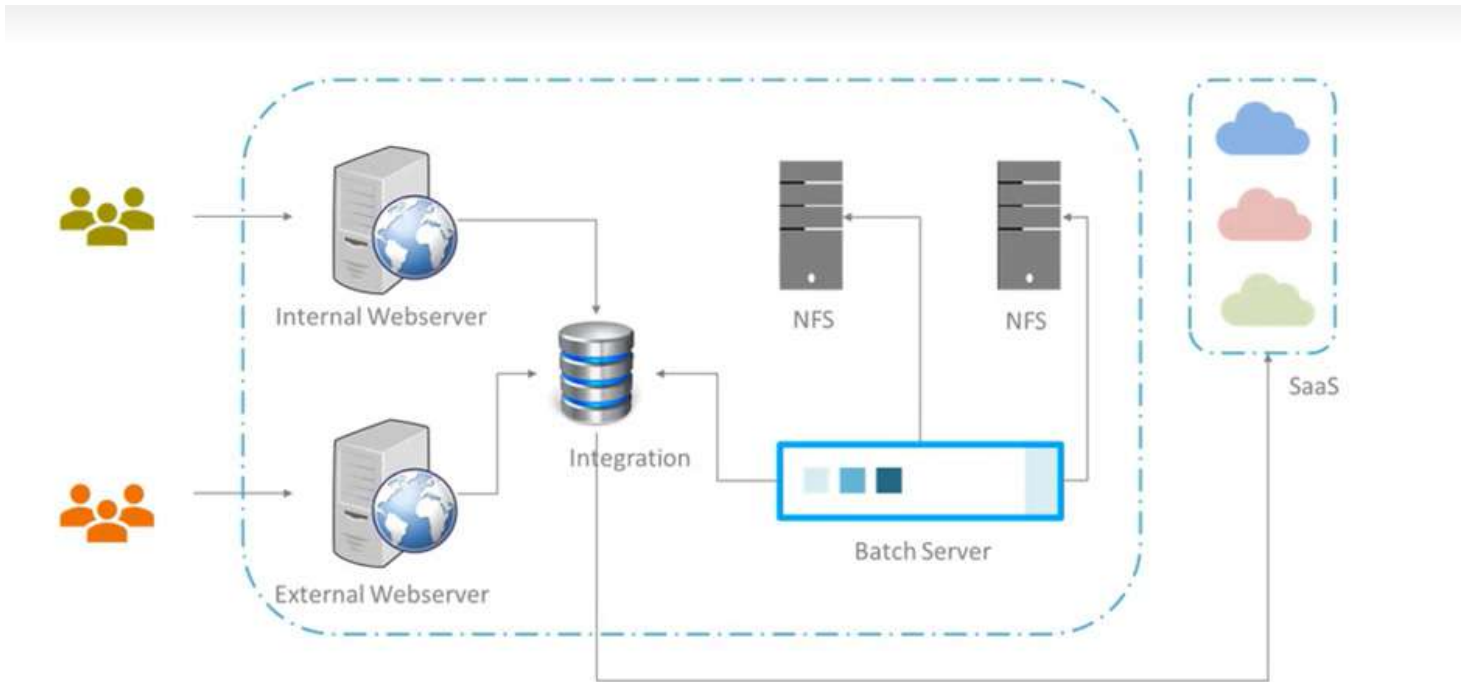 Internal Webserver
NFS
NFS
SaaS
Integration
Batch Server
External Webserver